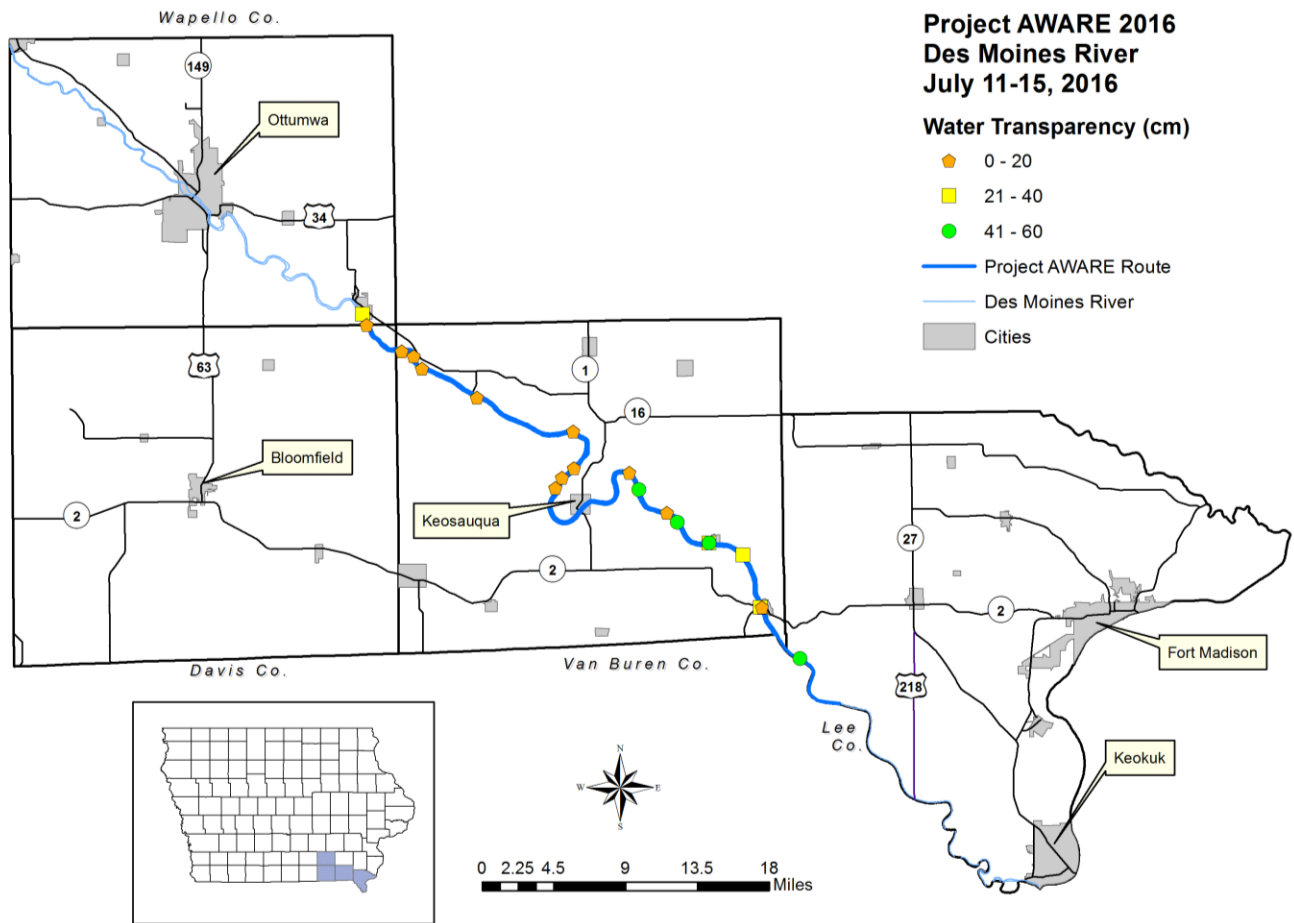 Wapello Co.
Project AWARE 2016
Des Moines River
July 11-15, 2016
Water Transparency (cm)
0 - 20
21 - 40
41 - 60
Project AWARE Route
Des Moines River
Cities
149
Ottumwa
34
63
1
16
Bloomfield
Keosauqua
2
2
27
2
Fort Madison
218
Davis Co.
Van Buren Co.
Lee
Co.
Keokuk
N
W
E
S
0 2.25 4.5 9 13.5 18
Miles